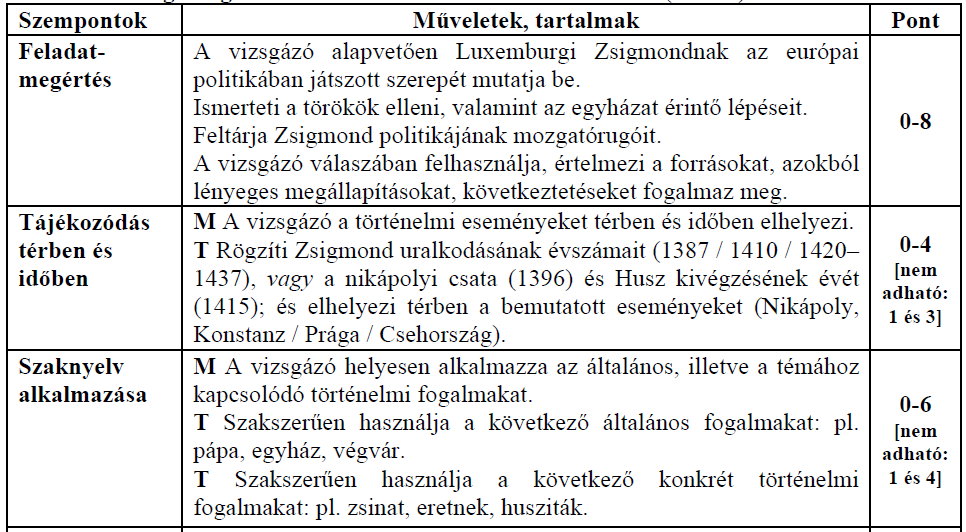 Szempontok Műveletek, tartalmak Pont
Feladat-
megértés
A vizsgázó alapvetően Luxemburgi Zsigmondnak az európai
politikában játszott szerepét mutatja be.
Ismerteti a törökök elleni, valamint az egyházat érintő lépéseit.
Feltárja Zsigmond politikájának mozgatórugóit.
A vizsgázó válaszában felhasználja, értelmezi a forrásokat, azokból
lényeges megállapításokat, következtetéseket fogalmaz meg.
0-8
Tájékozódás
térben és
időben
M A vizsgázó a történelmi eseményeket térben és időben elhelyezi.
T Rögzíti Zsigmond uralkodásának évszámait (1387 / 1410 / 1420–
1437), vagy a nikápolyi csata (1396) és Husz kivégzésének évét
(1415); és elhelyezi térben a bemutatott eseményeket (Nikápoly,
Konstanz / Prága / Csehország).
0-4
[nem
adható:
1 és 3]
Szaknyelv
alkalmazása
M A vizsgázó helyesen alkalmazza az általános, illetve a témához
kapcsolódó történelmi fogalmakat.
T Szakszerűen használja a következő általános fogalmakat: pl.
pápa, egyház, végvár.
T Szakszerűen használja a következő konkrét történelmi
fogalmakat: pl. zsinat, eretnek, husziták.
0-6
[nem
adható:
1 és 4]